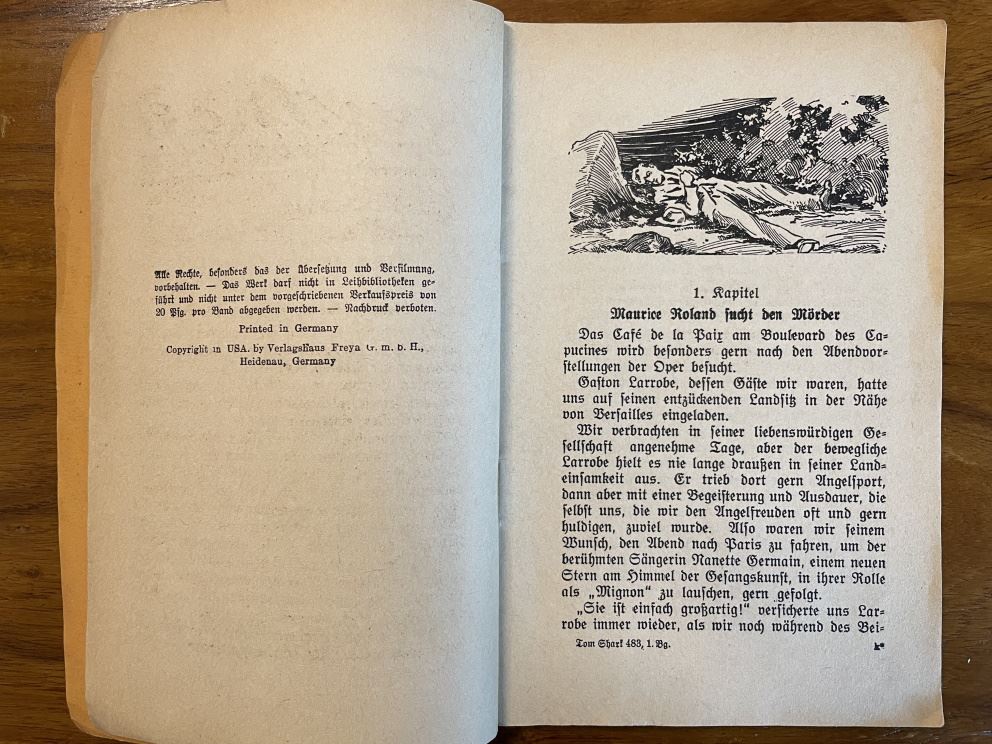 Alle Rechte, besonders das der Übersetzung und Verfilmung,
vorbehalten. — Das Werk darf nicht in Leihbibliotheken ge-
führt und nicht unter dem vorgeschriebenen Verkaufspreis von
20 Pfg. pro Band abgegeben werden. — Nachdruck verboten.
Printed in Germany
Copyright in USA. by Verlagshaus Freya G. m. b. H.,
Heidenau, Germany
1. Kapitel
Maurice Roland sucht den Mörder
Das Café de la Paix am Boulevard des Ca-
pucines wird besonders gern nach den Abendvor-
stellungen der Oper besucht.
Gaston Larrobe, dessen Gäste wir waren, hatte
uns auf seinen entzückenden Landsitz in der Nähe
von Versailles eingeladen.
Wir verbrachten in seiner liebenswürdigen Ge-
sellschaft angenehme Tage, aber der bewegliche
Larrobe hielt es nie lange draußen in seiner Land-
einsamkeit aus. Er trieb dort gern Angelsport,
dann aber mit einer Begeisterung und Ausdauer, die
selbst uns, die wir den Angelfreuden oft und gern
huldigen, zuviel wurde. Also waren wir seinem
Wunsch, den Abend nach Paris zu fahren, um der
berühmten Sängerin Nanette Germain, einem neuen
Stern am Himmel der Gesangskunst, in ihrer Rolle
als „Mignon" zu lauschen, gern gefolgt.
„Sie ist einfach großartig!" versicherte uns Lar-
robe immer wieder, als wir noch während des Bei-
Tom Shark 483, 1. Bg.